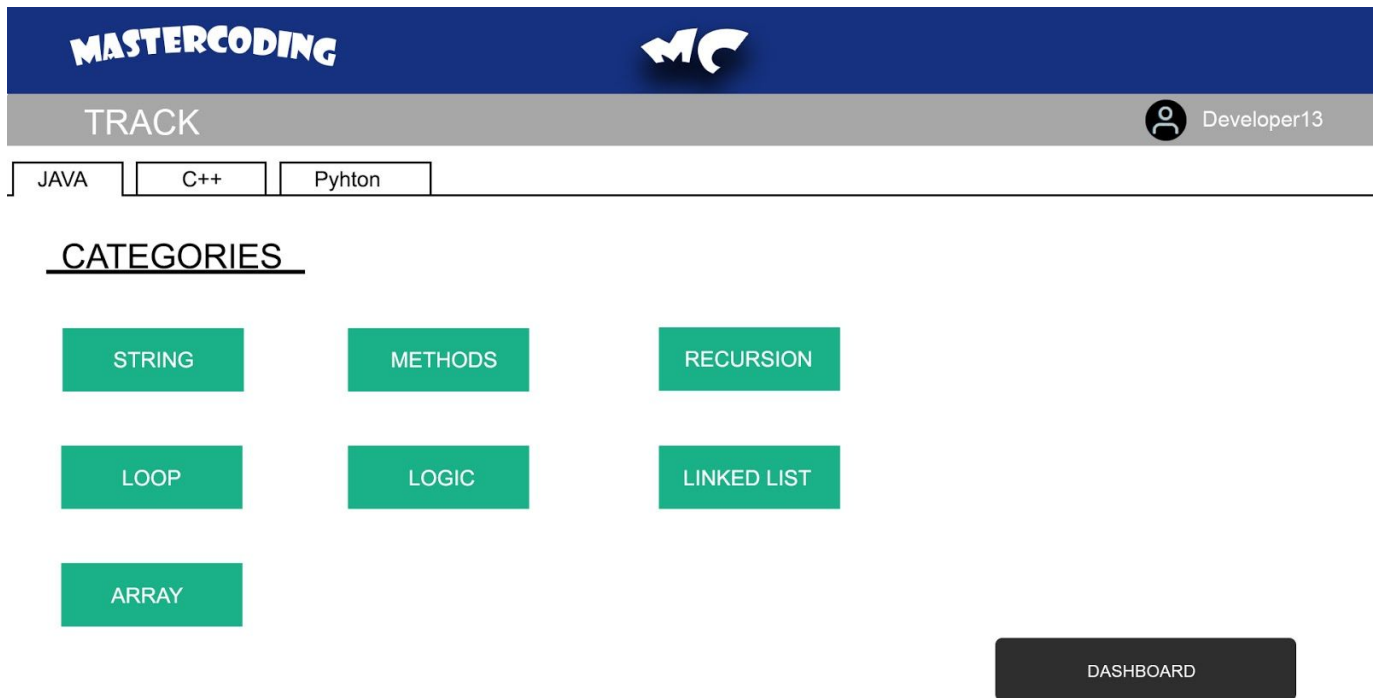 MASTERCODING
MC
TRACK
Developer13
JAVA
C++
Pyhton
CATEGORIES
STRING
METHODS
RECURSION
LOOP
LOGIC
LINKED LIST
ARRAY
DASHBOARD